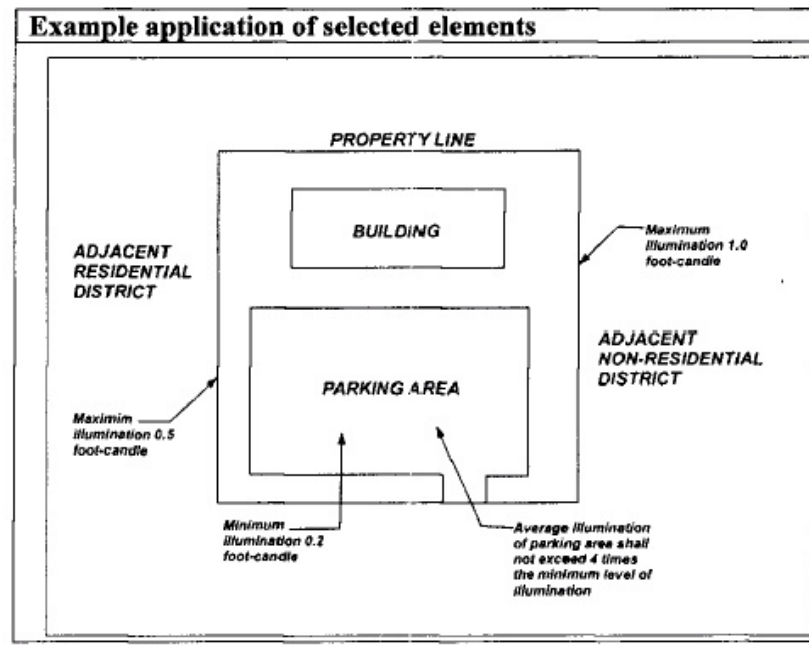 Example application of selected elements
PROPERTY LINE
BUILDING
ADJACENT
RESIDENTIAL
DISTRICT
Maximum
illumination 1.0
foot-candle
ADJACENT
NON-RESIDENTIAL
DISTRICT
PARKING AREA
Maximim
illumination 0.5
foot-candle
Minimum
illumination 0.2
foot-candle
Average illumination
of parking area shall
not exceed 4 times
the minimum level of
illumination